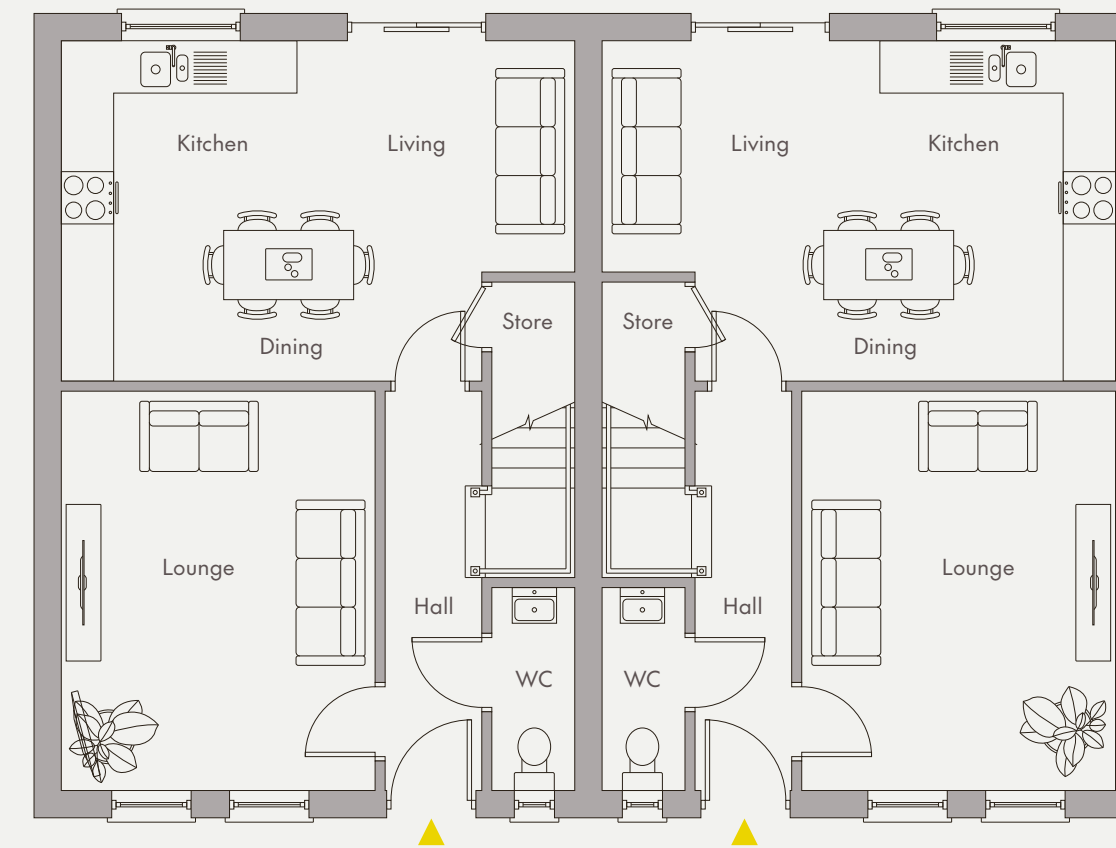 Kitchen Living Living Kitchen
Store Store
Dining Dining
Lounge Lounge
Hall Hall
WC WC